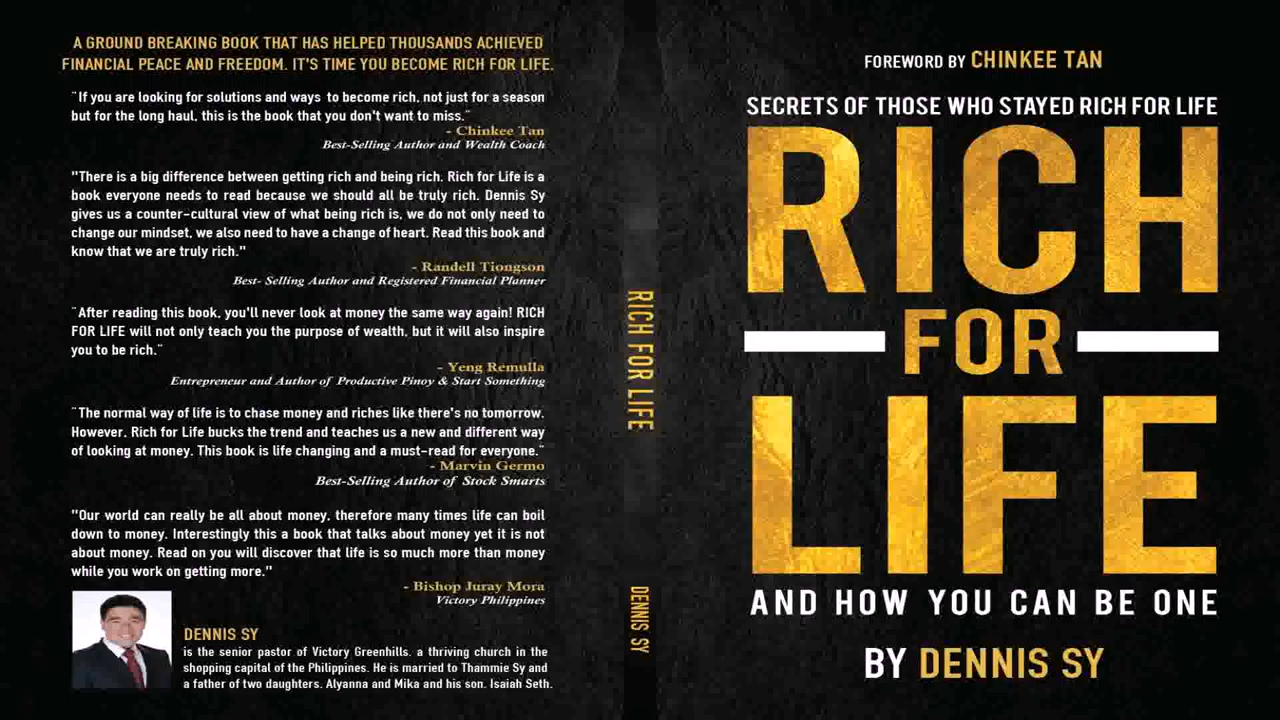 A GROUND BREAKING BOOK THAT HAS HELPED THOUSANDS ACHIEVED
FINANCIAL PEACE AND FREEDOM. IT'S TIME YOU BECOME RICH FOR LIFE.
¨If you are looking for solutions and ways to become rich, not just for a season
but for the long haul, this is the book that you don't want to miss.¨
- Chinkee Tan
Best-Selling Author and Wealth Coach
"There is a big difference between getting rich and being rich. Rich for Life is a
book everyone needs to read because we should all be truly rich. Dennis Sy
gives us a counter-cultural view of what being rich is, we do not only need to
change our mindset, we also need to have a change of heart. Read this book and
know that we are truly rich."
- Randell Tiongson
Best- Selling Author and Registered Financial Planner
¨After reading this book, you'll never look at money the same way again! RICH
FOR LIFE will not only teach you the purpose of wealth, but it will also inspire
you to be rich.¨
- Yeng Remulla
Entrepreneur and Author of Productive Pinoy & Start Something
¨The normal way of life is to chase money and riches like there's no tomorrow.
However, Rich for Life bucks the trend and teaches us a new and different way
of looking at money. This book is life changing and a must-read for everyone.¨
- Marvin Germo
Best-Selling Author of Stock Smarts
"Our world can really be all about money, therefore many times life can boil
down to money. Interestingly this a book that talks about money yet it is not
about money. Read on you will discover that life is so much more than money
while you work on getting more."
- Bishop Juray Mora
Victory Philippines
DENNIS SY
is the senior pastor of Victory Greenhills. a thriving church in the
shopping capital of the Philippines. He is married to Thammie Sy and
a father of two daughters. Alyanna and Mika and his son. Isaiah Seth.
RICH FOR LIFE
DENNIS SY
FOREWORD BY CHINKEE TAN
SECRETS OF THOSE WHO STAYED RICH FOR LIFE
RICH
FOR
LIFE
AND HOW YOU CAN BE ONE
BY DENNIS SY